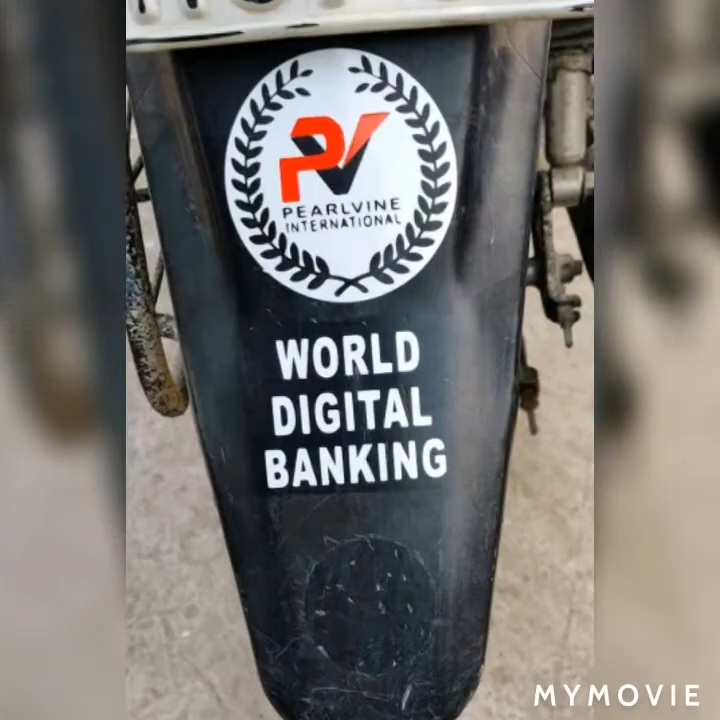 PV
PEARLVINE
INTERNATIONAL
WORLD
DIGITAL
BANKING
MYMOVIE